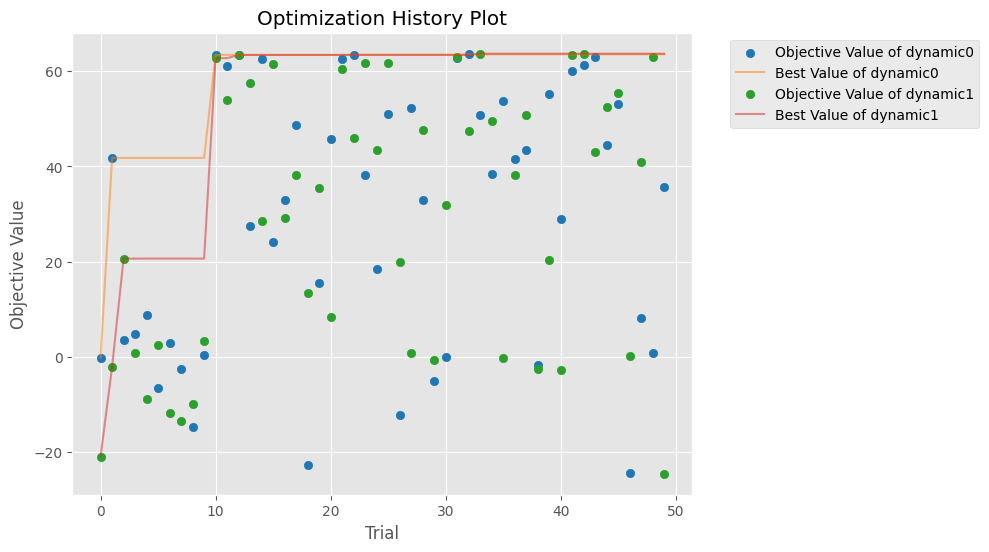 Optimization History Plot
Objective Value of dynamic0
Best Value of dynamic0
Objective Value of dynamic1
Best Value of dynamic1
Objective Value
60
40
20
0
−20
0 10 20 30 40 50
Trial